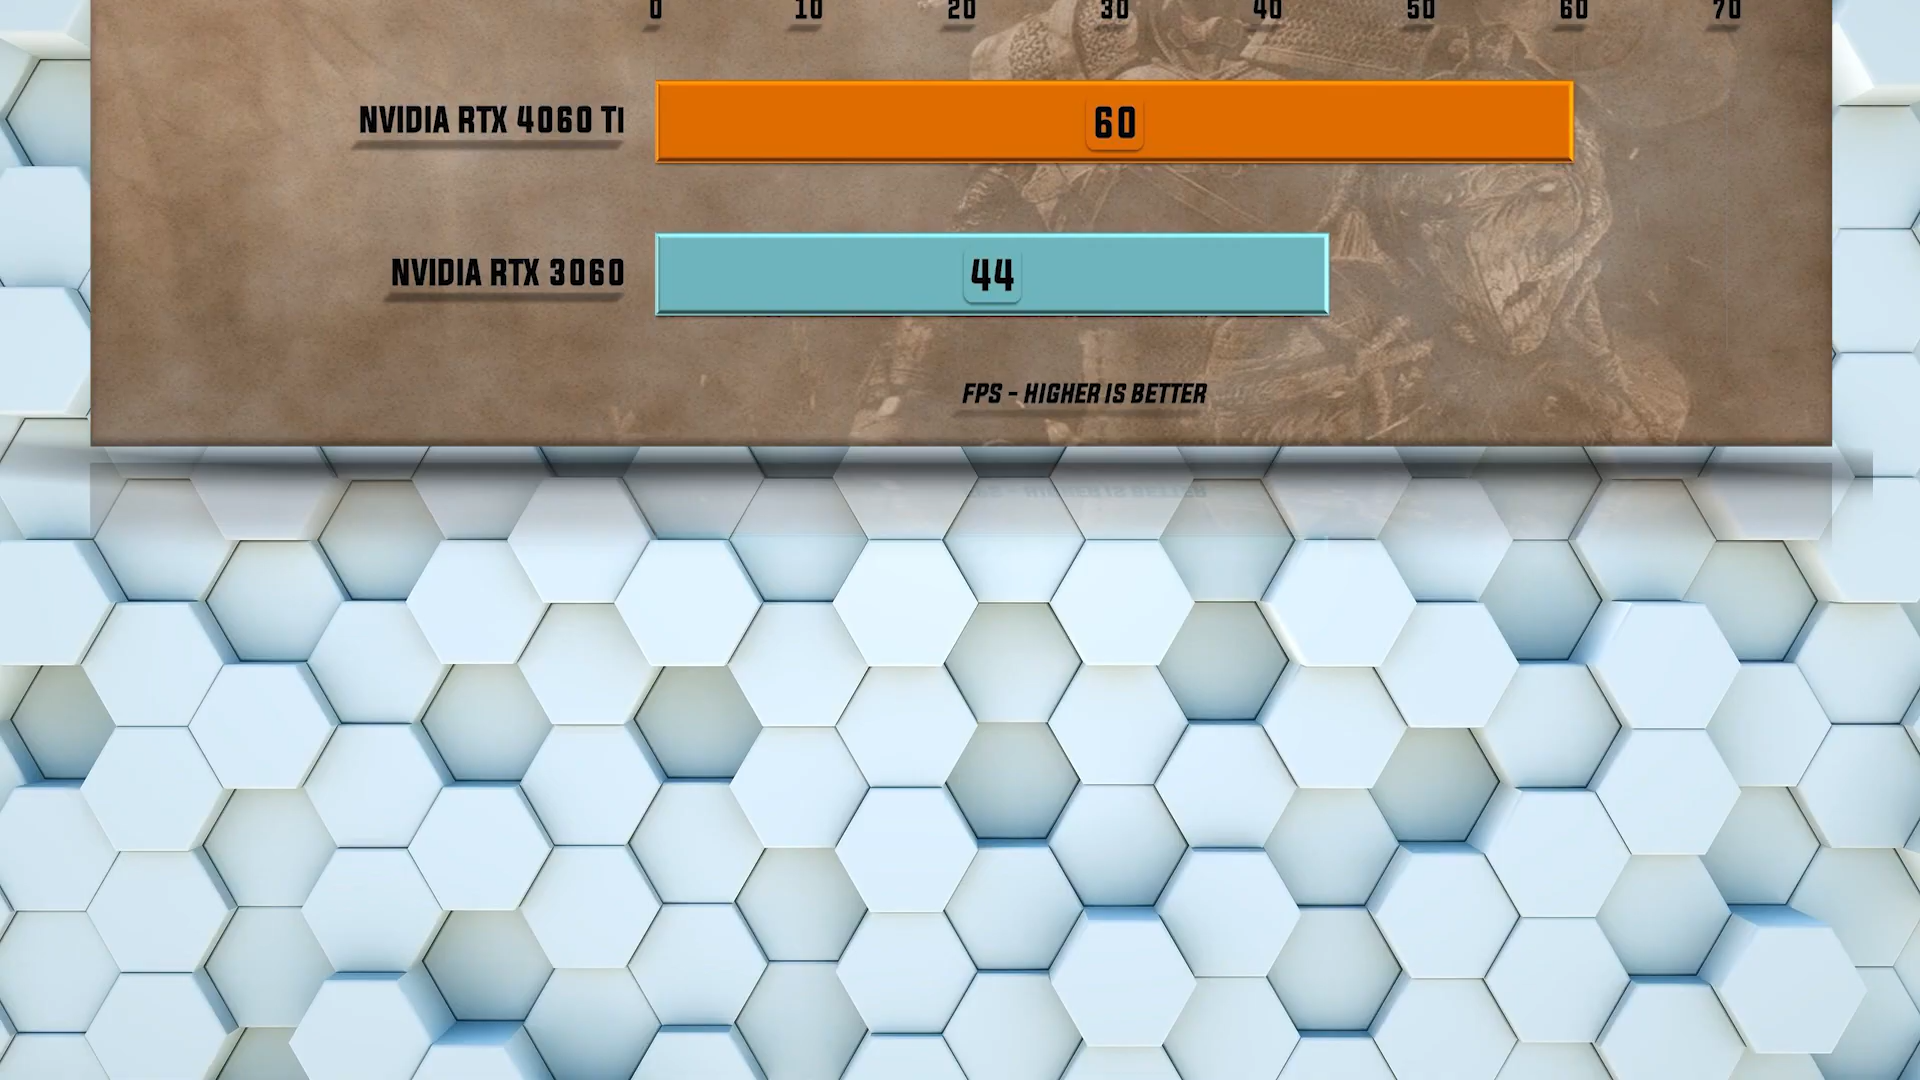 0 10 20 30 40 50 60 70
NVIDIA RTX 4060 TI 60
NVIDIA RTX 3060 44
FPS - HIGHER IS BETTER